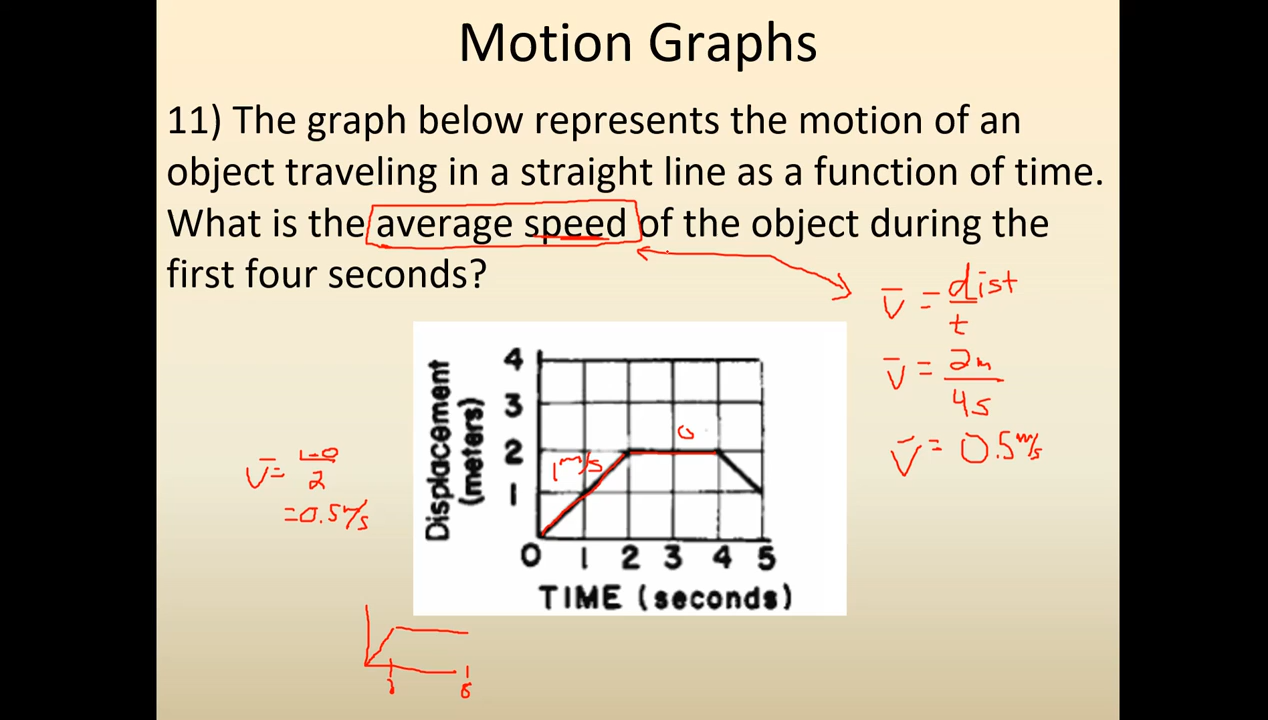 Motion Graphs
11) The graph below represents the motion of an
object traveling in a straight line as a function of time.
What is the average speed of the object during the
first four seconds?
v̅ = dist
t
v̅ = 2m
4s
v̅ = 0.5 m/s
Displacement
(meters)
4
3
2
1
0
1 m/s
0
0 1 2 3 4 5
TIME (seconds)
v̅ = 1-0
2
= 0.5 m/s